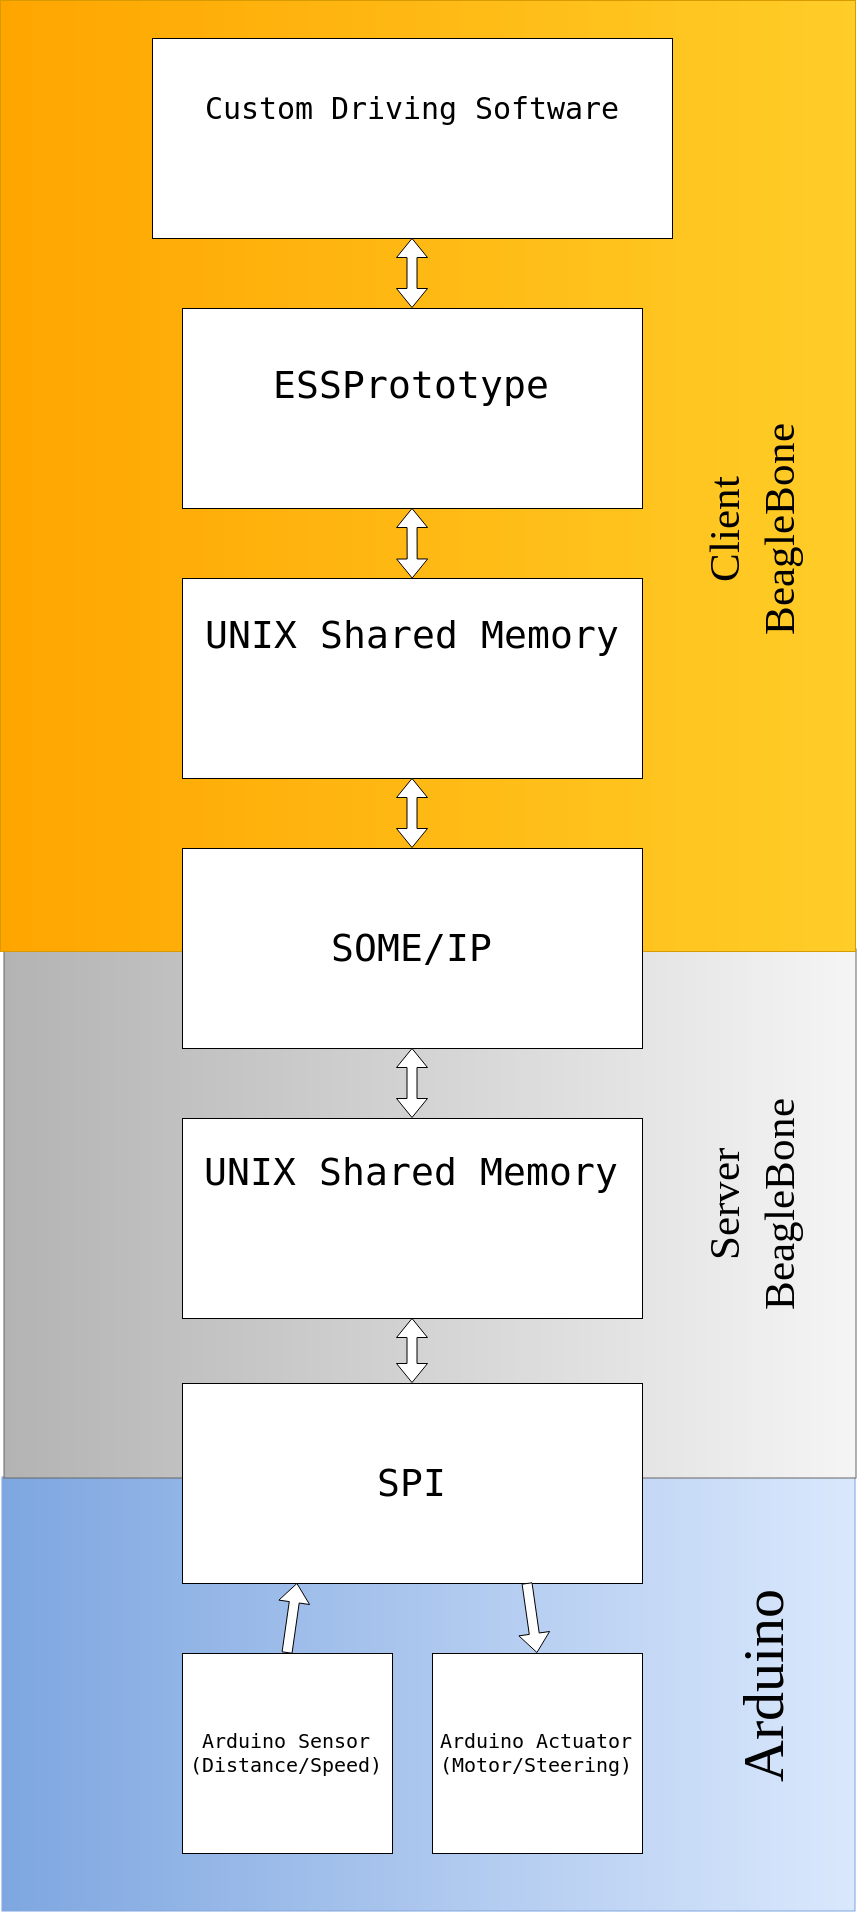 Custom Driving Software
ESSPrototype
UNIX Shared Memory
Client
BeagleBone
SOME/IP
UNIX Shared Memory
Server
BeagleBone
SPI
Arduino Sensor
(Distance/Speed)
Arduino Actuator
(Motor/Steering)
Arduino